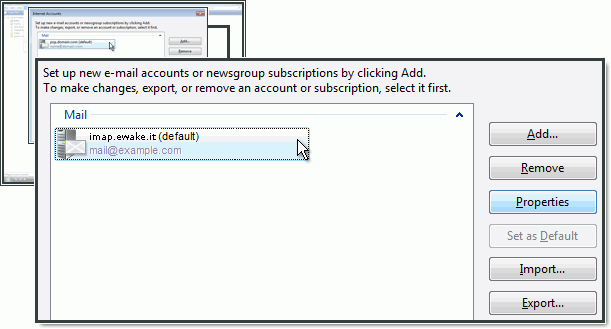 Internet Accounts
Set up new e-mail accounts or newsgroup subscriptions by clicking Add.
To make changes, export, or remove an account or subscription, select it first.
Mail
pop.domain.com (default)
name@domain.com
Add...
Remove
Set up new e-mail accounts or newsgroup subscriptions by clicking Add.
To make changes, export, or remove an account or subscription, select it first.
Mail
imap.ewake.it (default)
mail@example.com
Add...
Remove
Properties
Set as Default
Import...
Export...